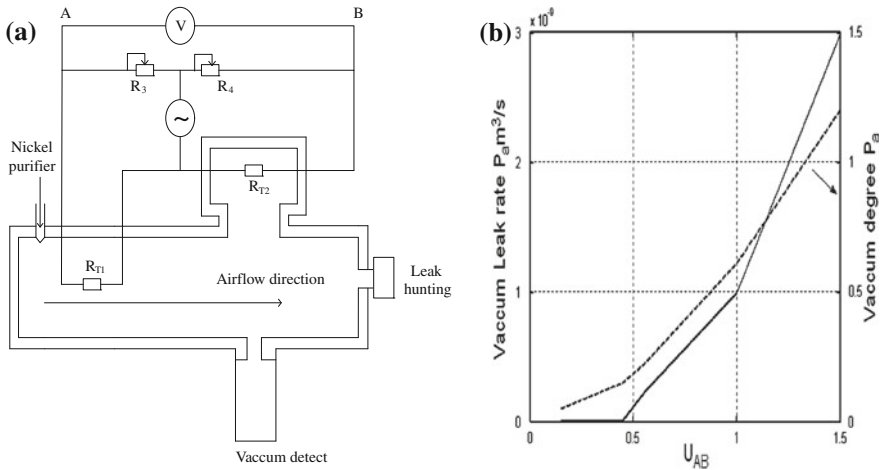 (a)
A
B
V
R3
R4
~
Nickel
purifier
RT2
RT1
Airflow direction
Leak
hunting
Vaccum detect
(b)
x 10⁻⁹
3
2
1
0
Vaccum Leak rate Pam³/s
1.5
1
0.5
0
Vaccum degree Pa
0
0.5
1
1.5
UAB